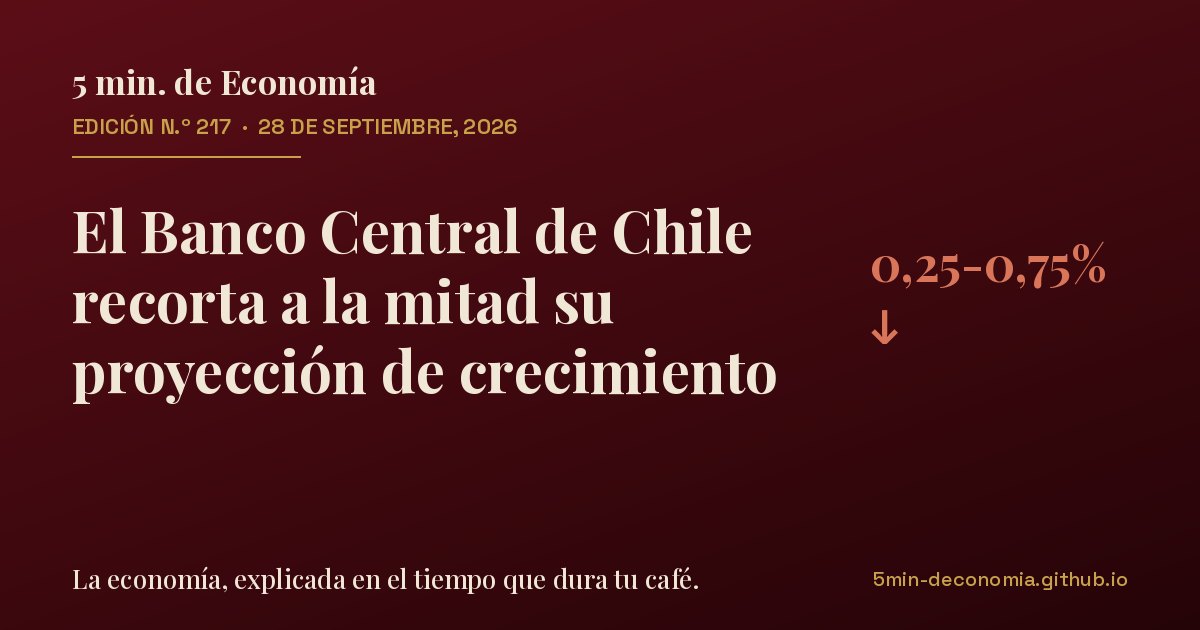 5 min. de Economía
EDICIÓN N.º 217 · 28 DE SEPTIEMBRE, 2026
El Banco Central de Chile
recorta a la mitad su
proyección de crecimiento
0,25–0,75%
↓
La economía, explicada en el tiempo que dura tu café.
5min-deconomia.github.io